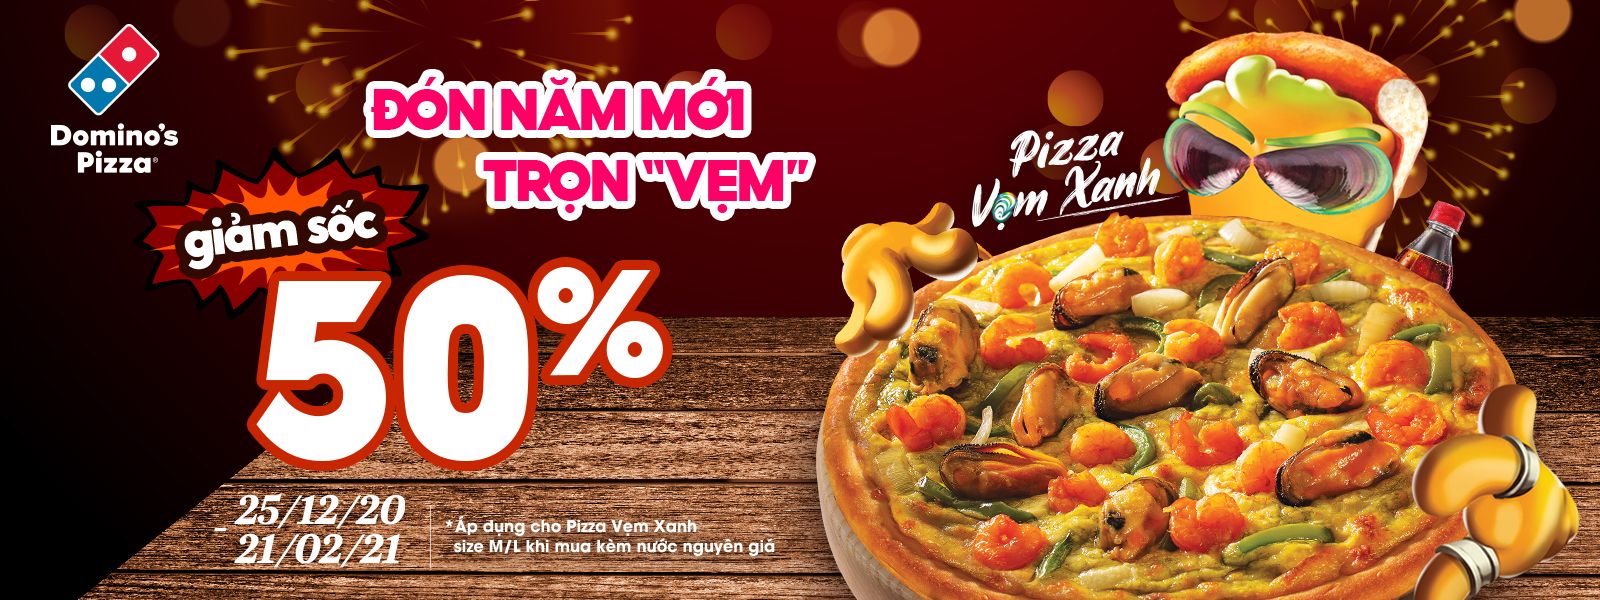 Domino's
Pizza®
ĐÓN NĂM MỚI
TRỌN "VẸM"
giảm sốc
50%
25/12/20
- 21/02/21
*Áp dụng cho Pizza Vẹm Xanh
size M/L khi mua kèm nước nguyên giá
Pizza
Vẹm Xanh